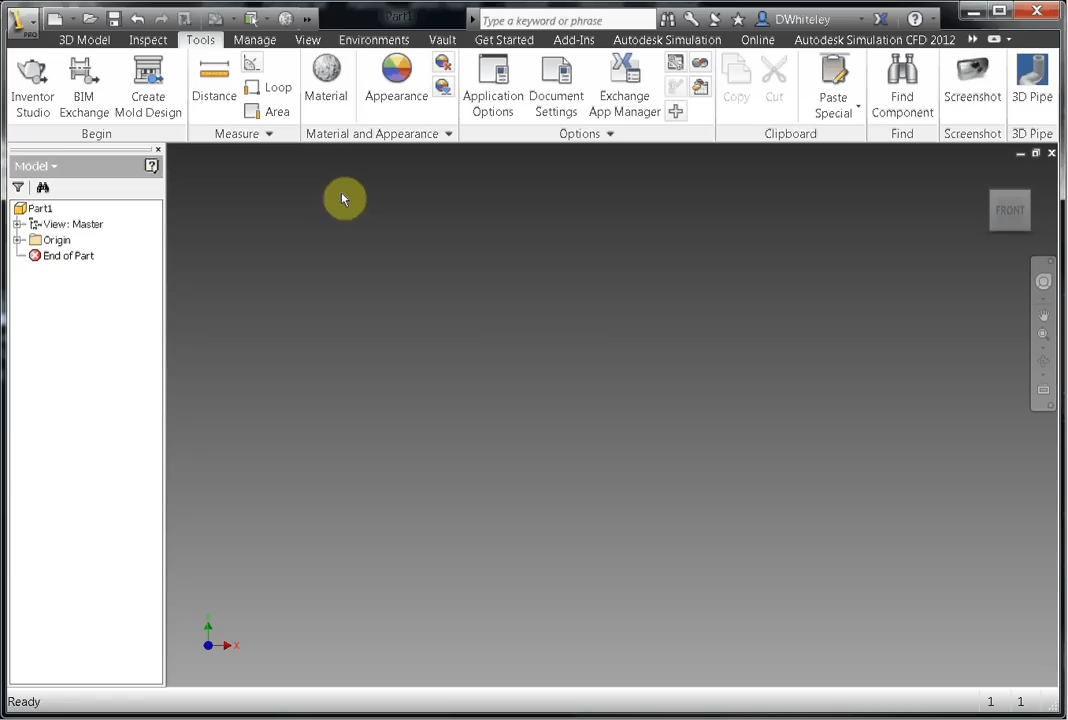 PRO
Part1
Type a keyword or phrase
DWhiteley
3D Model Inspect Tools Manage View Environments Vault Get Started Add-Ins Autodesk Simulation Online Autodesk Simulation CFD 2012
Inventor Studio
BIM Exchange
Create Mold Design
Begin
Distance
Loop
Area
Measure
Material
Appearance
Material and Appearance
Application Options
Document Settings
Exchange App Manager
Options
Copy
Cut
Paste Special
Clipboard
Find Component
Find
Screenshot
Screenshot
3D Pipe
3D Pipe
Model
Part1
View: Master
Origin
End of Part
FRONT
X
Ready
1 1